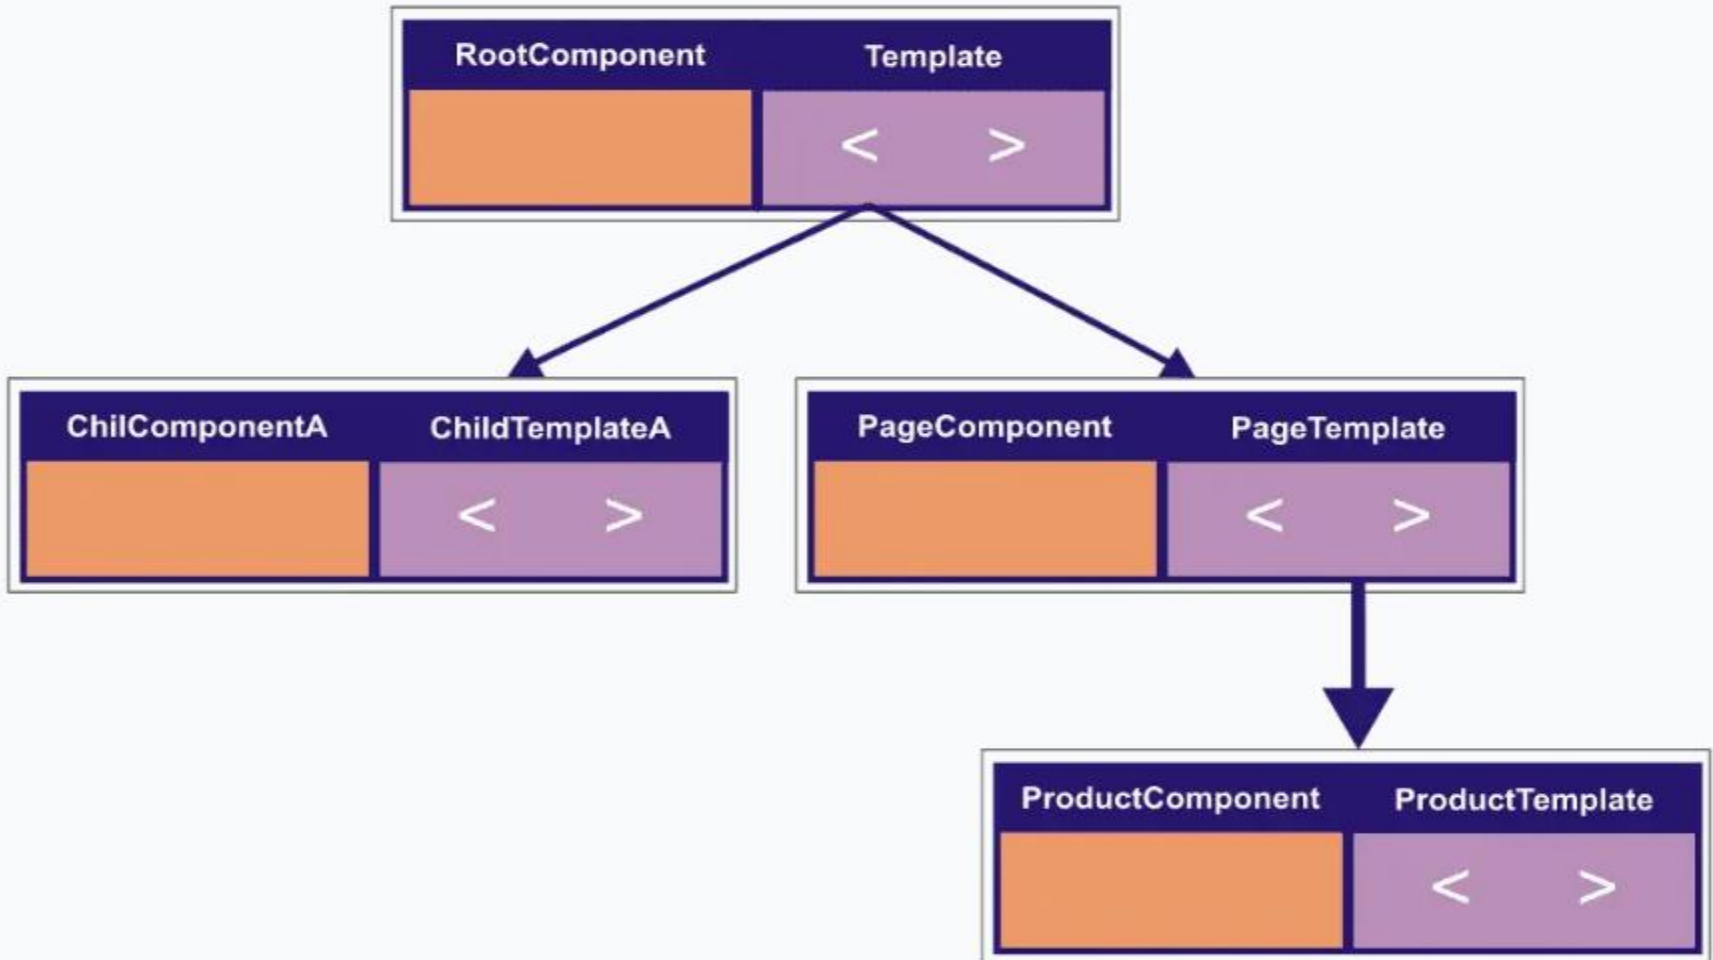 RootComponent Template
< >
ChilComponentA ChildTemplateA PageComponent PageTemplate
< > < >
ProductComponent ProductTemplate
< >